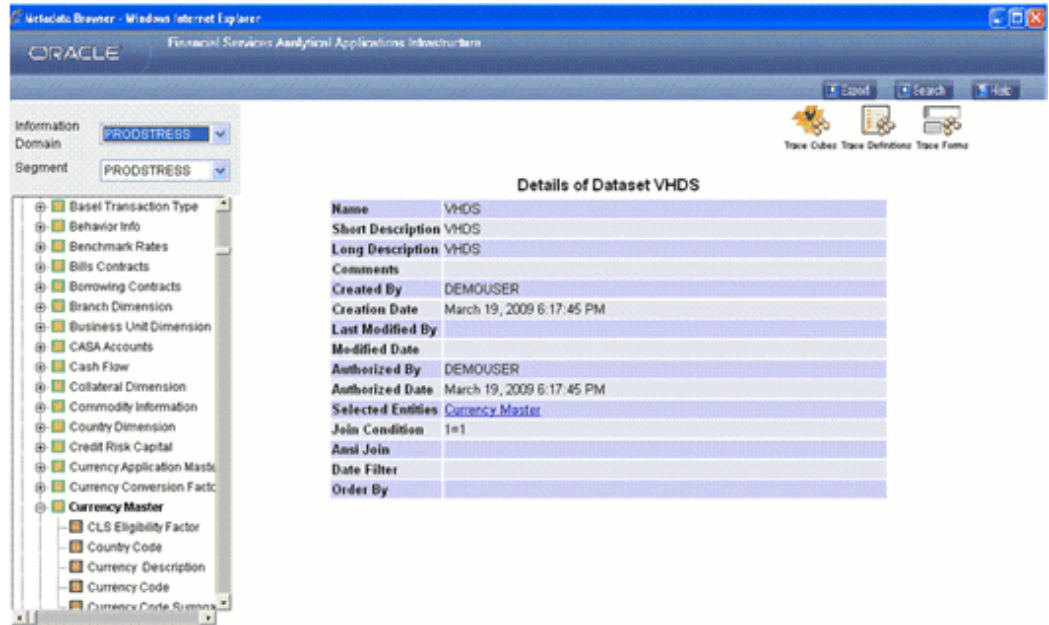 Metadata Browser - Windows Internet Explorer
ORACLE
Financial Services Analytical Applications Infrastructure
Export
Search
Help
Information Domain
PRODSTRESS
Segment
PRODSTRESS
Trace Cubes
Trace Definitions
Trace Forms
Basel Transaction Type
Behavior Info
Benchmark Rates
Bills Contracts
Borrowing Contracts
Branch Dimension
Business Unit Dimension
CASA Accounts
Cash Flow
Collateral Dimension
Commodity Information
Country Dimension
Credit Risk Capital
Currency Application Maste
Currency Conversion Facto
Currency Master
CLS Eligibility Factor
Country Code
Currency Description
Currency Code
Currency Code
Details of Dataset VHDS
Name VHDS
Short Description VHDS
Long Description VHDS
Comments
Created By DEMOUSER
Creation Date March 19, 2009 6:17:45 PM
Last Modified By
Modified Date
Authorized By DEMOUSER
Authorized Date March 19, 2009 6:17:45 PM
Selected Entities Currency Master
Join Condition 1=1
Ansi Join
Date Filter
Order By